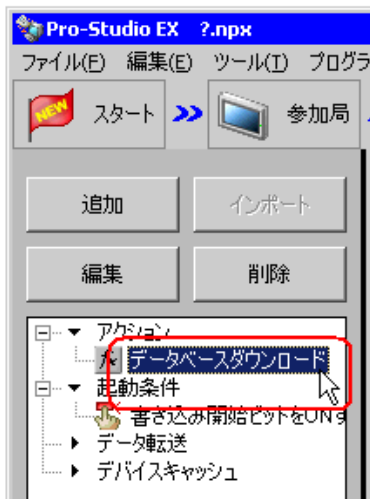 Pro-Studio EX ?.npx
ファイル(F) 編集(E) ツール(T) プログラ
NEW スタート 参加局
追加 インポート
編集 削除
アクション
fx データベースダウンロード
起動条件
書き込み開始ビットをONす
データ転送
デバイスキャッシュ